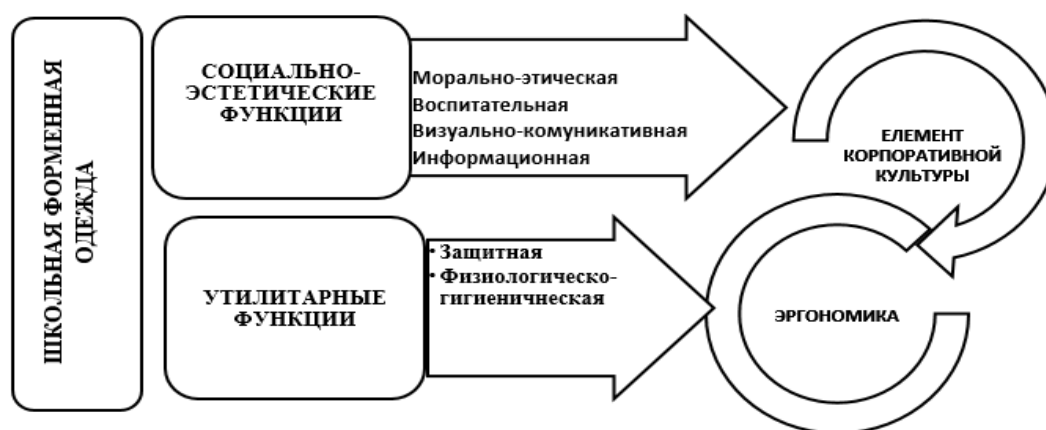 ШКОЛЬНАЯ ФОРМЕННАЯ
ОДЕЖДА
СОЦИАЛЬНО-
ЭСТЕТИЧЕСКИЕ
ФУНКЦИИ
Морально-этическая
Воспитательная
Визуально-комуникативная
Информационная
ЕЛЕМЕНТ
КОРПОРАТИВНОЙ
КУЛЬТУРЫ
УТИЛИТАРНЫЕ
ФУНКЦИИ
• Защитная
• Физиологическо-
гигиеничнеская
ЭРГОНОМИКА